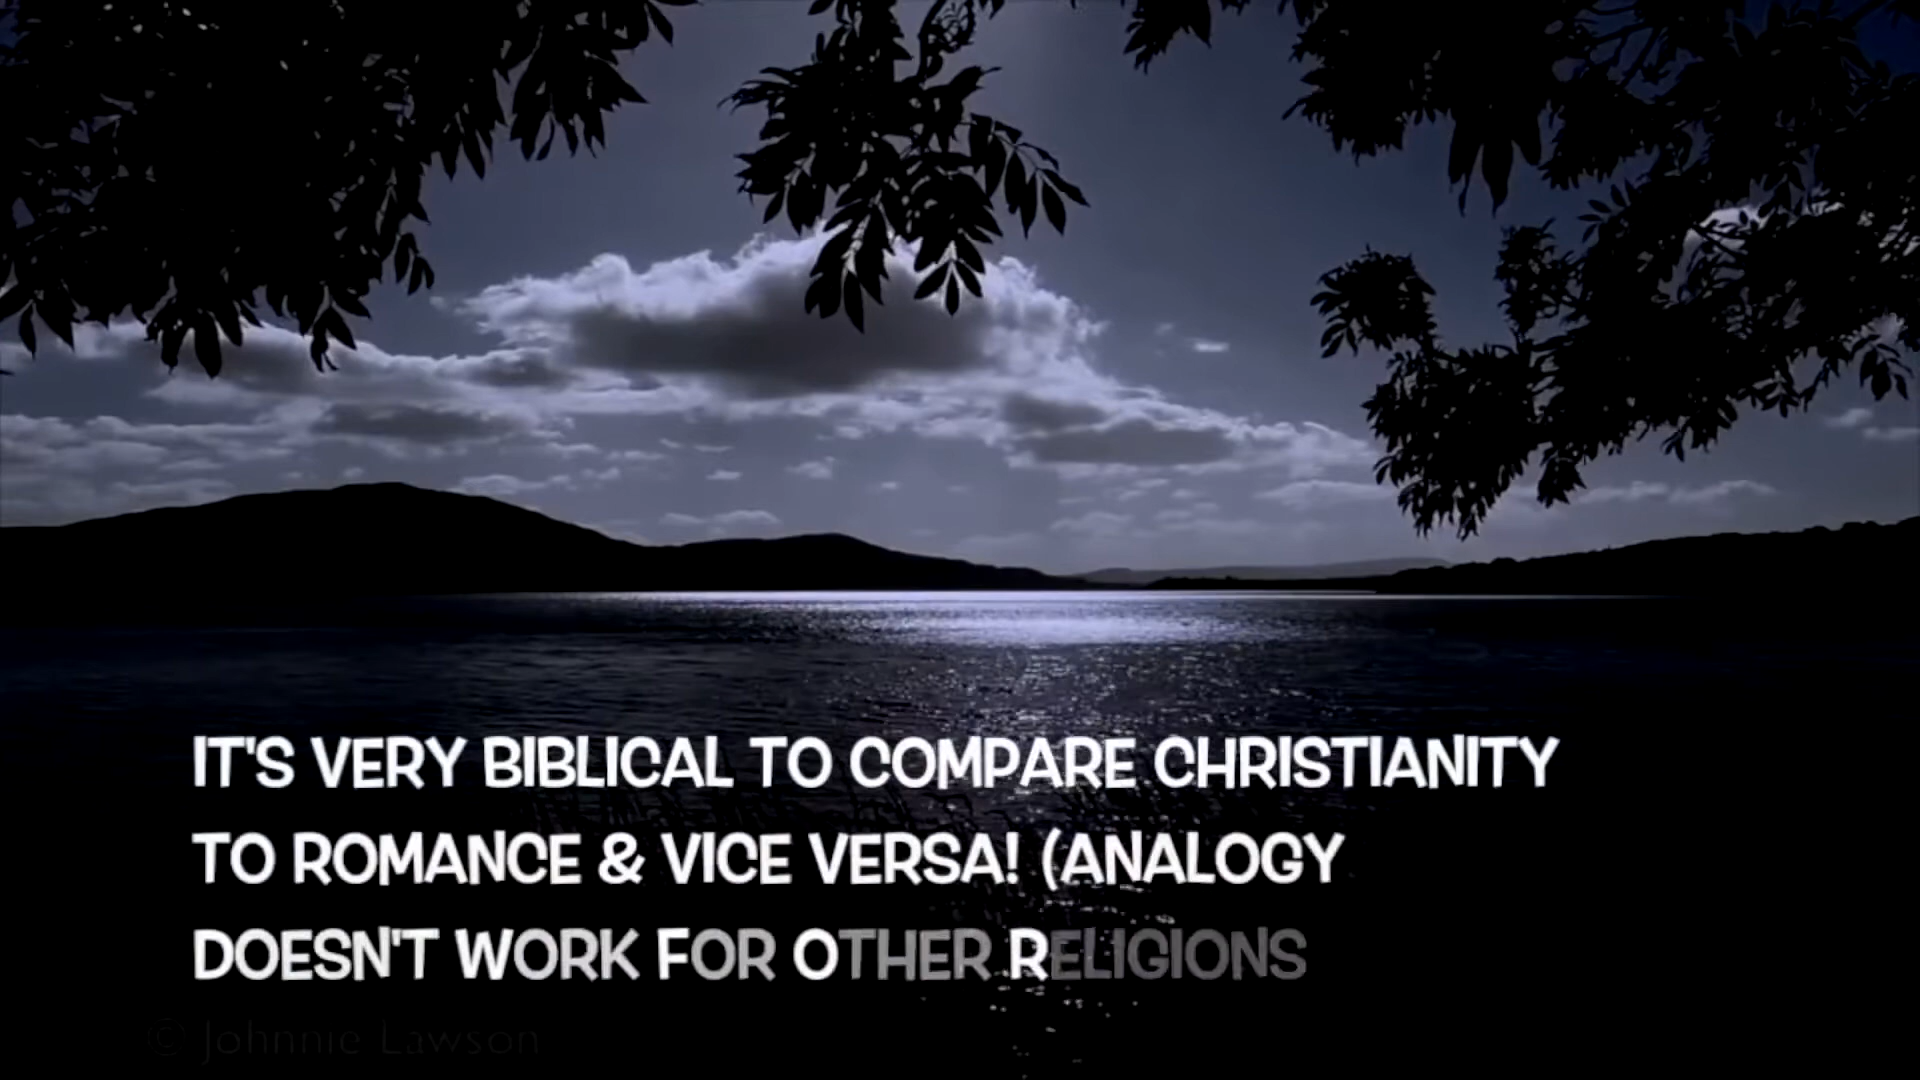 IT'S VERY BIBLICAL TO COMPARE CHRISTIANITY
TO ROMANCE & VICE VERSA! (ANALOGY
DOESN'T WORK FOR OTHER RELIGIONS
© Johnnie Lawson